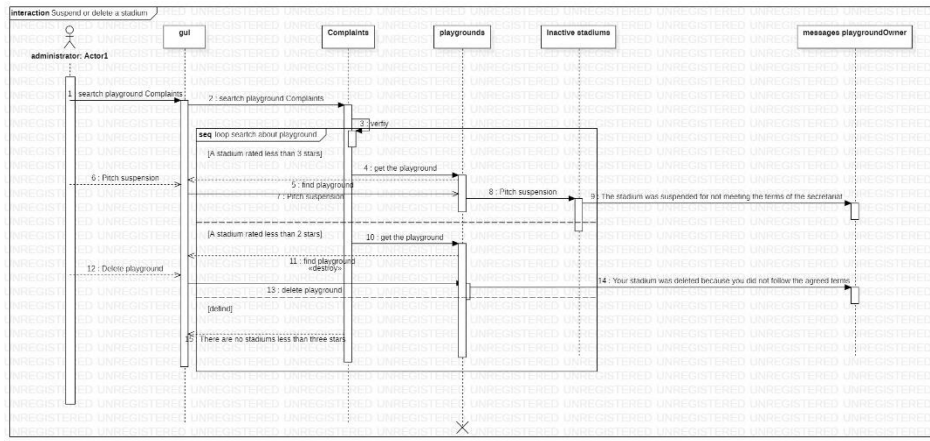 interaction Suspend or delete a stadium
administrator: Actor1
gui
Complaints
playgrounds
Inactive stadiums
messages playgroundOwner
1 : seartch playground Complaints
2 : seartch playground Complaints
3 : verfiy
seq loop seartch about playground
[A stadium rated less than 3 stars]
4 : get the playground
5 : find playground
6 : Pitch suspension
7 : Pitch suspension
8 : Pitch suspension
9 : The stadium was suspended for not meeting the terms of the secretariat
[A stadium rated less than 2 stars]
10 : get the playground
11 : find playground
«destroy»
12 : Delete playground
13 : delete playground
14 : Your stadium was deleted because you did not follow the agreed terms
[defind]
15 : There are no stadiums less than three stars
UNREGISTERED